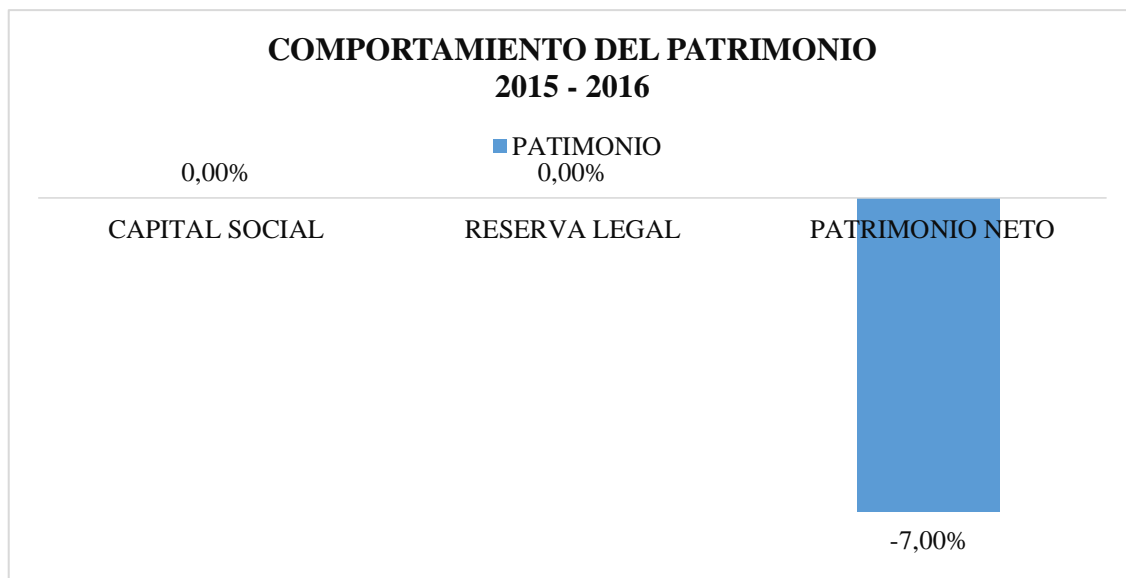 COMPORTAMIENTO DEL PATRIMONIO
2015 - 2016
PATIMONIO
0,00% 0,00%
CAPITAL SOCIAL RESERVA LEGAL PATRIMONIO NETO
-7,00%